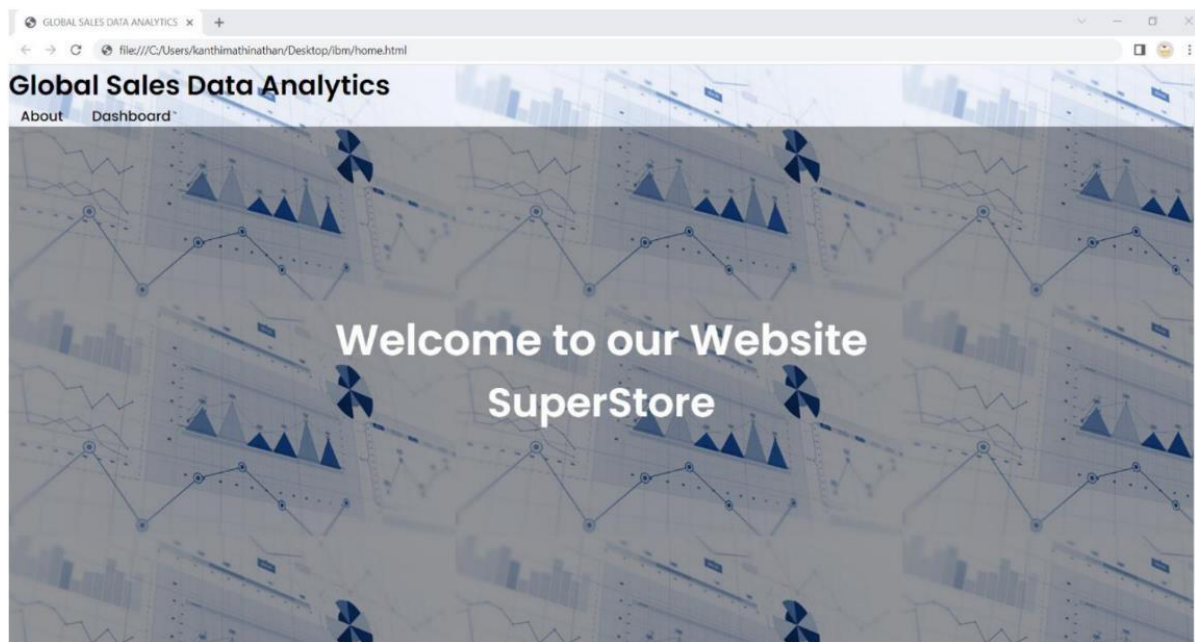 GLOBAL SALES DATA ANALYTICS
file:///C:/Users/kanthimathinathan/Desktop/ibm/home.html
Global Sales Data Analytics
About Dashboard
Welcome to our Website
SuperStore